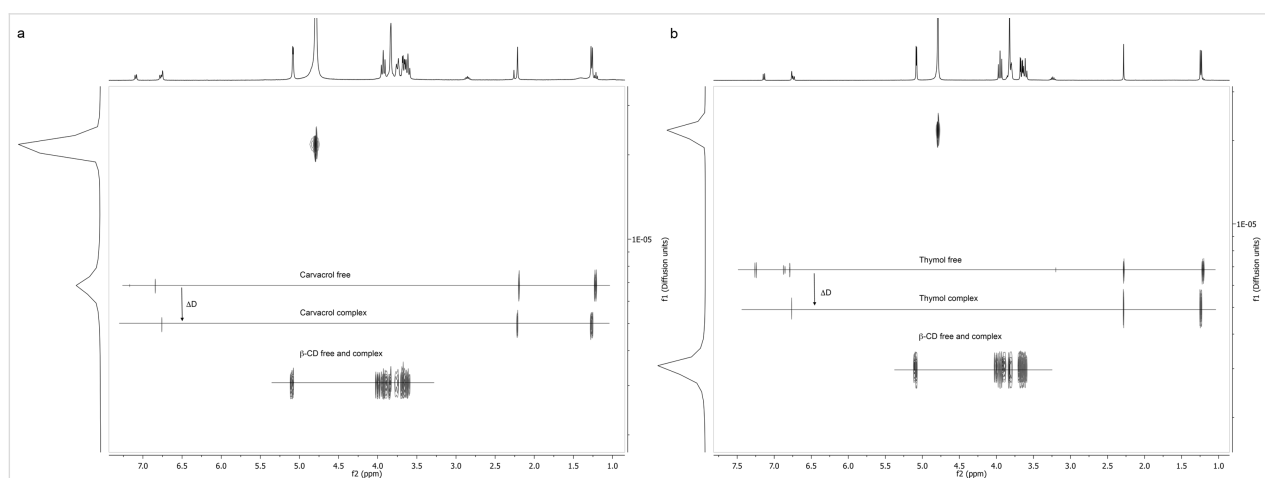 a
1E-05
f1 (Diffusion units)
Carvacrol free
ΔD
Carvacrol complex
β-CD free and complex
7.0 6.5 6.0 5.5 5.0 4.5 4.0 3.5 3.0 2.5 2.0 1.5 1.0
f2 (ppm)
b
1E-05
f1 (Diffusion units)
Thymol free
ΔD
Thymol complex
β-CD free and complex
7.5 7.0 6.5 6.0 5.5 5.0 4.5 4.0 3.5 3.0 2.5 2.0 1.5 1.0
f2 (ppm)